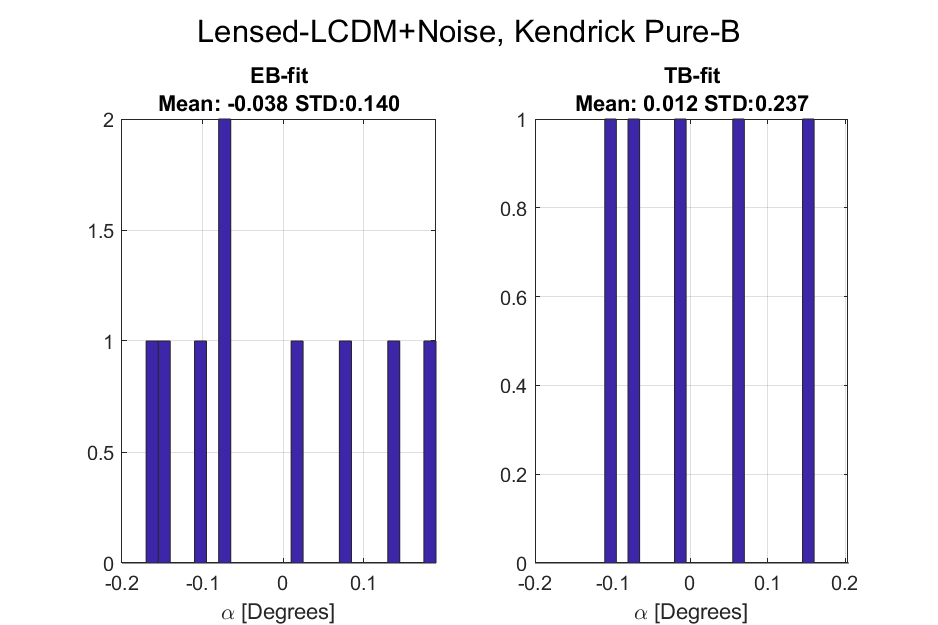 Lensed-LCDM+Noise, Kendrick Pure-B
EB-fit
Mean: -0.038 STD:0.140
2
1.5
1
0.5
0
-0.2 -0.1 0 0.1
α [Degrees]
TB-fit
Mean: 0.012 STD:0.237
1
0.8
0.6
0.4
0.2
0
-0.2 -0.1 0 0.1 0.2
α [Degrees]